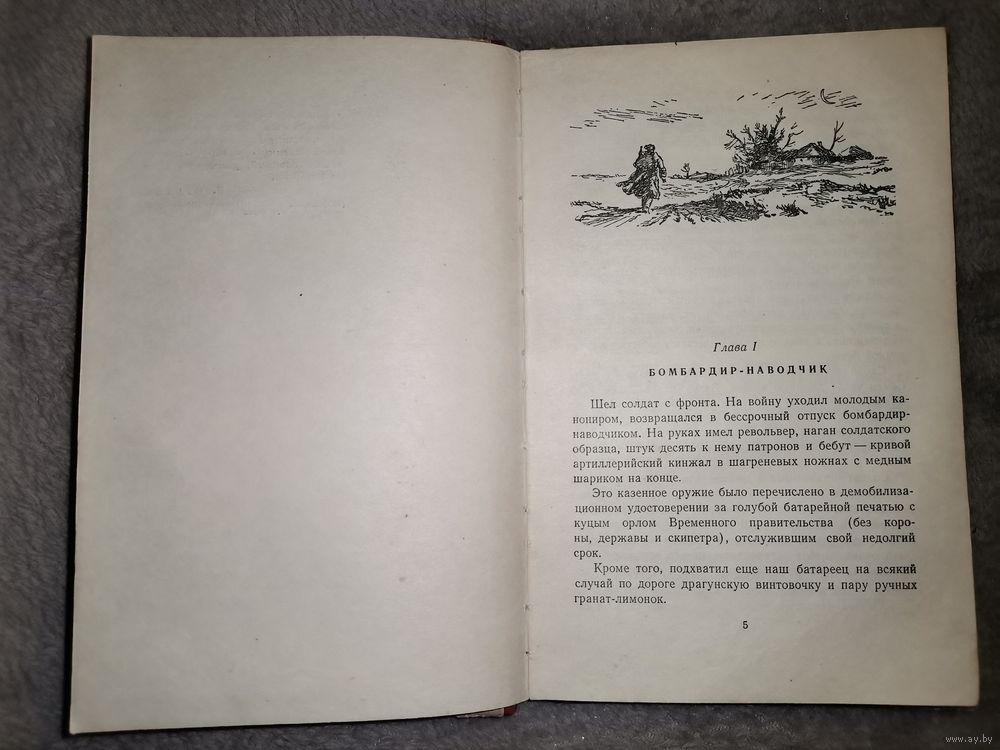 Глава I
БОМБАРДИР-НАВОДЧИК
Шел солдат с фронта. На войну уходил молодым ка-
нониром, возвращался в бессрочный отпуск бомбардир-
наводчиком. На руках имел револьвер, наган солдатского
образца, штук десять к нему патронов и бебут — кривой
артиллерийский кинжал в шагреневых ножнах с медным
шариком на конце.
Это казенное оружие было перечислено в демобилиза-
ционном удостоверении за голубой батарейной печатью с
куцым орлом Временного правительства (без коро-
ны, державы и скипетра), отслужившим свой недолгий
срок.
Кроме того, подхватил еще наш батареец на всякий
случай по дороге драгунскую винтовочку и пару ручных
гранат-лимонок.
5
www.ay.by